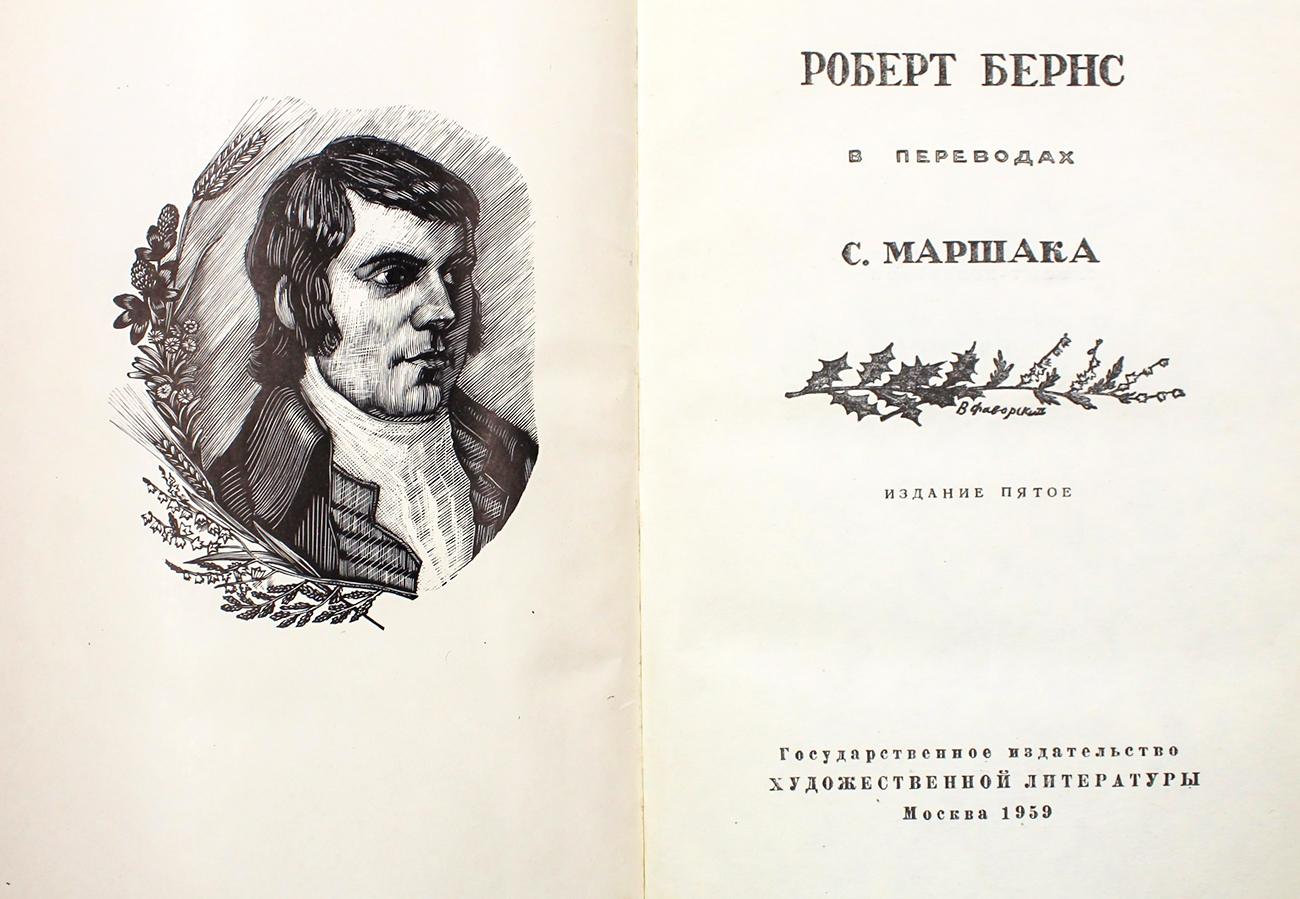 РОБЕРТ БЕРНС
В ПЕРЕВОДАХ
С. МАРШАКА
В Фаворский
ИЗДАНИЕ ПЯТОЕ
Государственное издательство
ХУДОЖЕСТВЕННОЙ ЛИТЕРАТУРЫ
Москва 1959